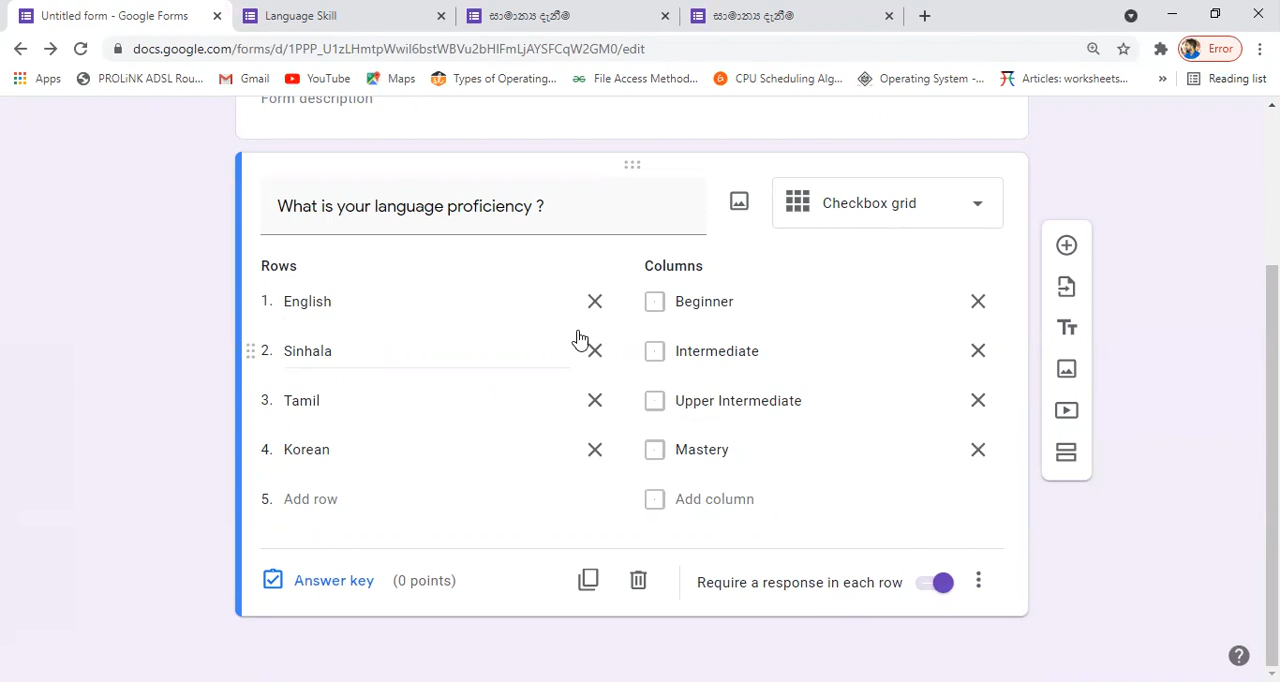 Untitled form - Google Forms
Language Skill
සාමාන්‍ය දැනීම
සාමාන්‍ය දැනීම
docs.google.com/forms/d/1PPP_U1zLHmtpWwil6bstWBVu2bHlFmLjAYSFCqW2GM0/edit
Error
Apps
PROLiNK ADSL Rou...
Gmail
YouTube
Maps
Types of Operating...
File Access Method...
CPU Scheduling Alg...
Operating System -...
Articles: worksheets...
»
Reading list
Form description
What is your language proficiency ?
Checkbox grid
Rows
Columns
1. English
Beginner
2. Sinhala
Intermediate
3. Tamil
Upper Intermediate
4. Korean
Mastery
5. Add row
Add column
Answer key (0 points)
Require a response in each row